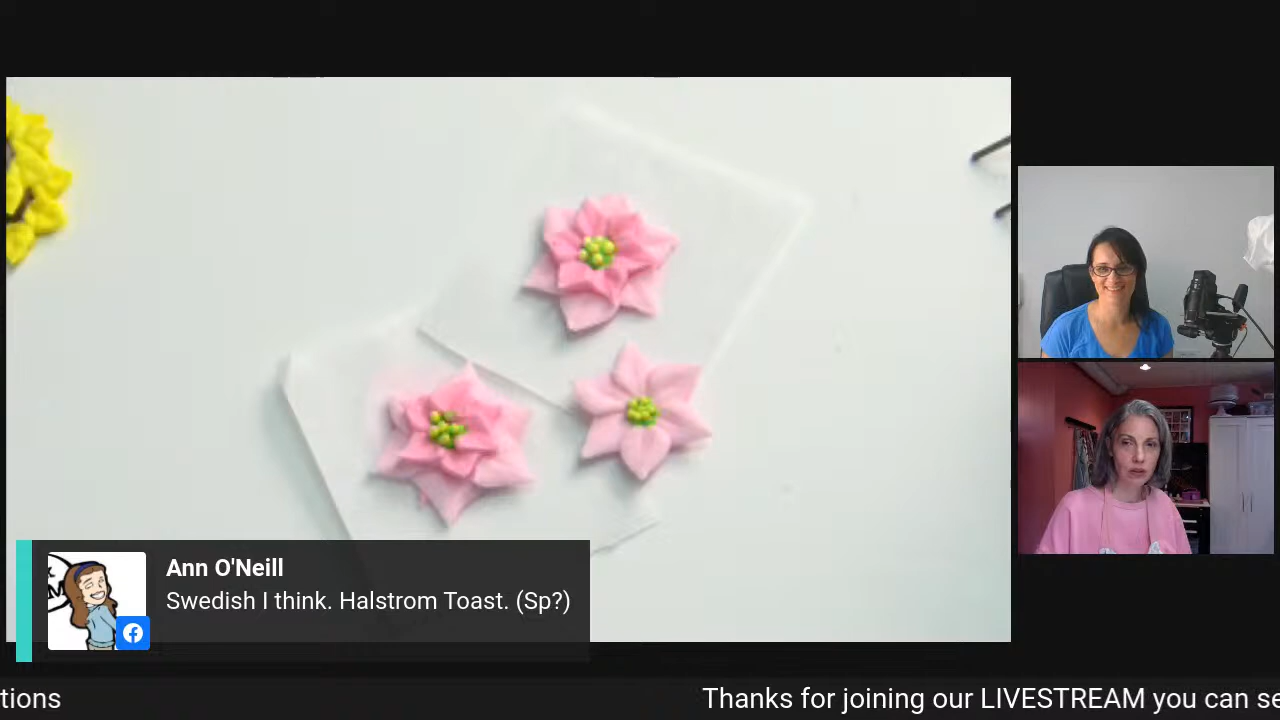 Ann O'Neill
Swedish I think. Halstrom Toast. (Sp?)
tions Thanks for joining our LIVESTREAM you can se